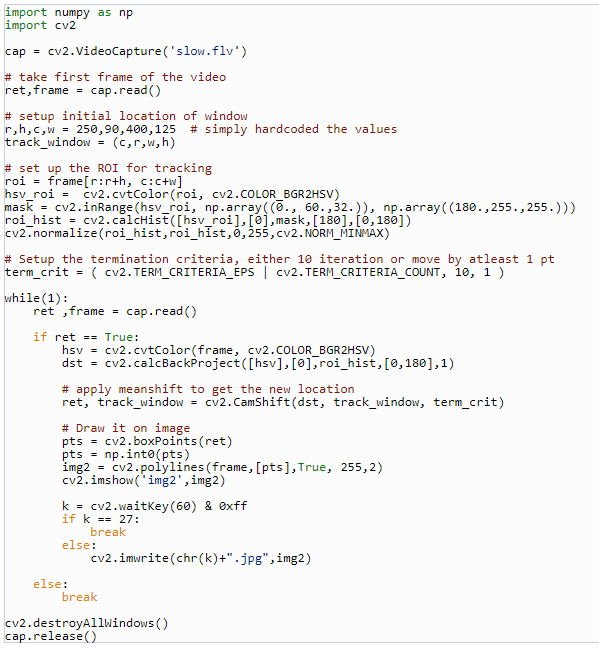 import numpy as np
import cv2

cap = cv2.VideoCapture('slow.flv')

# take first frame of the video
ret,frame = cap.read()

# setup initial location of window
r,h,c,w = 250,90,400,125  # simply hardcoded the values
track_window = (c,r,w,h)

# set up the ROI for tracking
roi = frame[r:r+h, c:c+w]
hsv_roi =  cv2.cvtColor(roi, cv2.COLOR_BGR2HSV)
mask = cv2.inRange(hsv_roi, np.array((0., 60.,32.)), np.array((180.,255.,255.)))
roi_hist = cv2.calcHist([hsv_roi],[0],mask,[180],[0,180])
cv2.normalize(roi_hist,roi_hist,0,255,cv2.NORM_MINMAX)

# Setup the termination criteria, either 10 iteration or move by atleast 1 pt
term_crit = ( cv2.TERM_CRITERIA_EPS | cv2.TERM_CRITERIA_COUNT, 10, 1 )

while(1):
    ret ,frame = cap.read()

    if ret == True:
        hsv = cv2.cvtColor(frame, cv2.COLOR_BGR2HSV)
        dst = cv2.calcBackProject([hsv],[0],roi_hist,[0,180],1)

        # apply meanshift to get the new location
        ret, track_window = cv2.CamShift(dst, track_window, term_crit)

        # Draw it on image
        pts = cv2.boxPoints(ret)
        pts = np.int0(pts)
        img2 = cv2.polylines(frame,[pts],True, 255,2)
        cv2.imshow('img2',img2)

        k = cv2.waitKey(60) & 0xff
        if k == 27:
            break
        else:
            cv2.imwrite(chr(k)+".jpg",img2)

    else:
        break

cv2.destroyAllWindows()
cap.release()